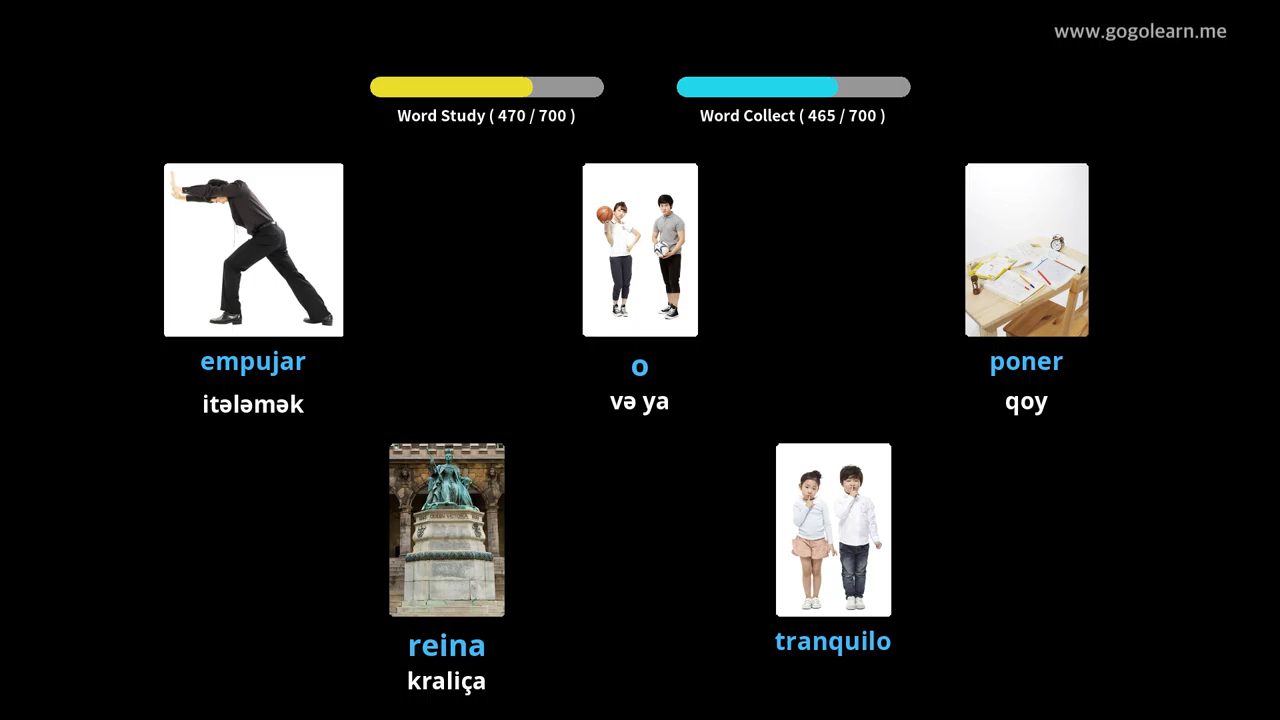 www.gogolearn.me
Word Study ( 470 / 700 )
Word Collect ( 465 / 700 )
empujar
o
poner
itələmək
və ya
qoy
reina
tranquilo
kraliça